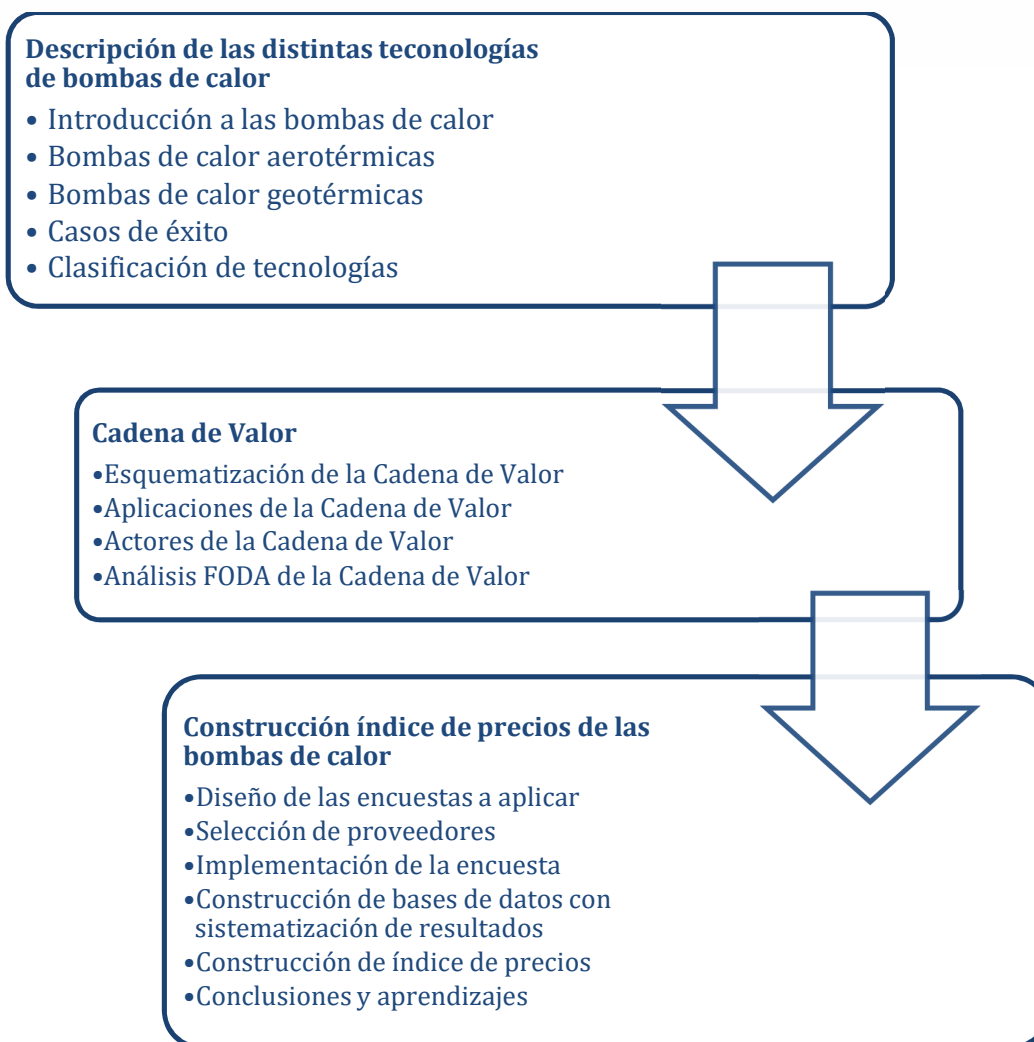 Descripción de las distintas teconologías
de bombas de calor
• Introducción a las bombas de calor
• Bombas de calor aerotérmicas
• Bombas de calor geotérmicas
• Casos de éxito
• Clasificación de tecnologías
Cadena de Valor
•Esquematización de la Cadena de Valor
•Aplicaciones de la Cadena de Valor
•Actores de la Cadena de Valor
•Análisis FODA de la Cadena de Valor
Construcción índice de precios de las
bombas de calor
•Diseño de las encuestas a aplicar
•Selección de proveedores
•Implementación de la encuesta
•Construcción de bases de datos con
sistematización de resultados
•Construcción de índice de precios
•Conclusiones y aprendizajes